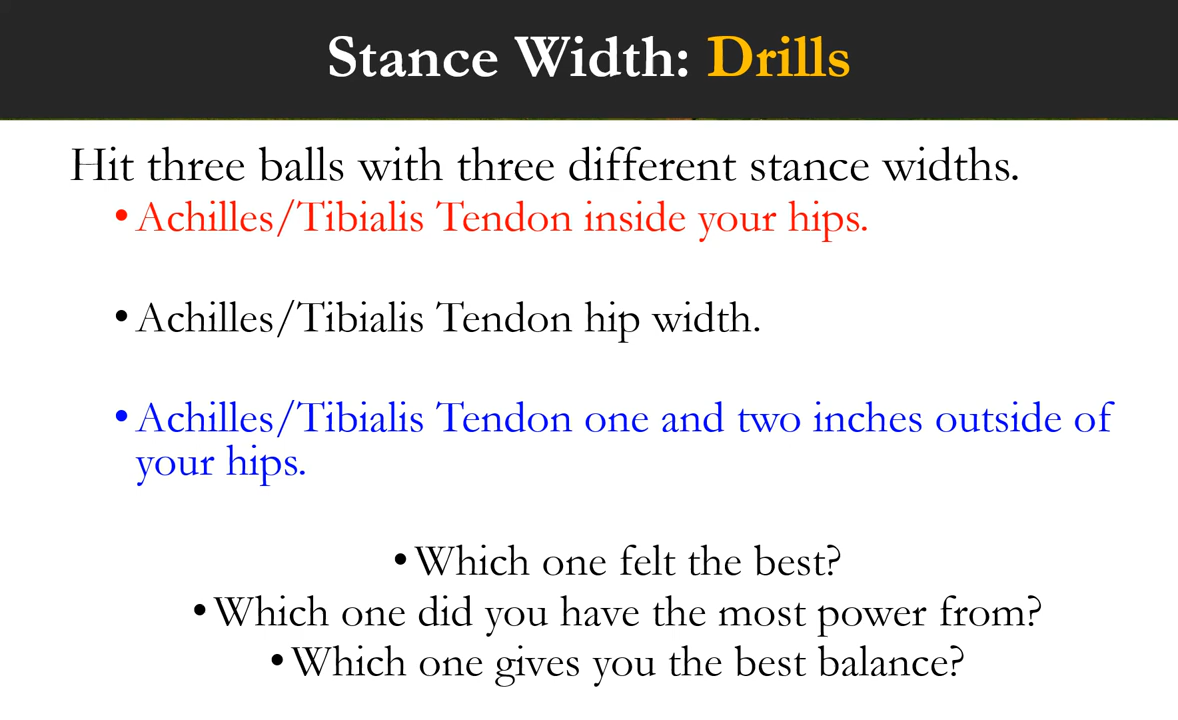 Stance Width: Drills
Hit three balls with three different stance widths.
• Achilles/Tibialis Tendon inside your hips.
• Achilles/Tibialis Tendon hip width.
• Achilles/Tibialis Tendon one and two inches outside of
your hips.
• Which one felt the best?
• Which one did you have the most power from?
• Which one gives you the best balance?